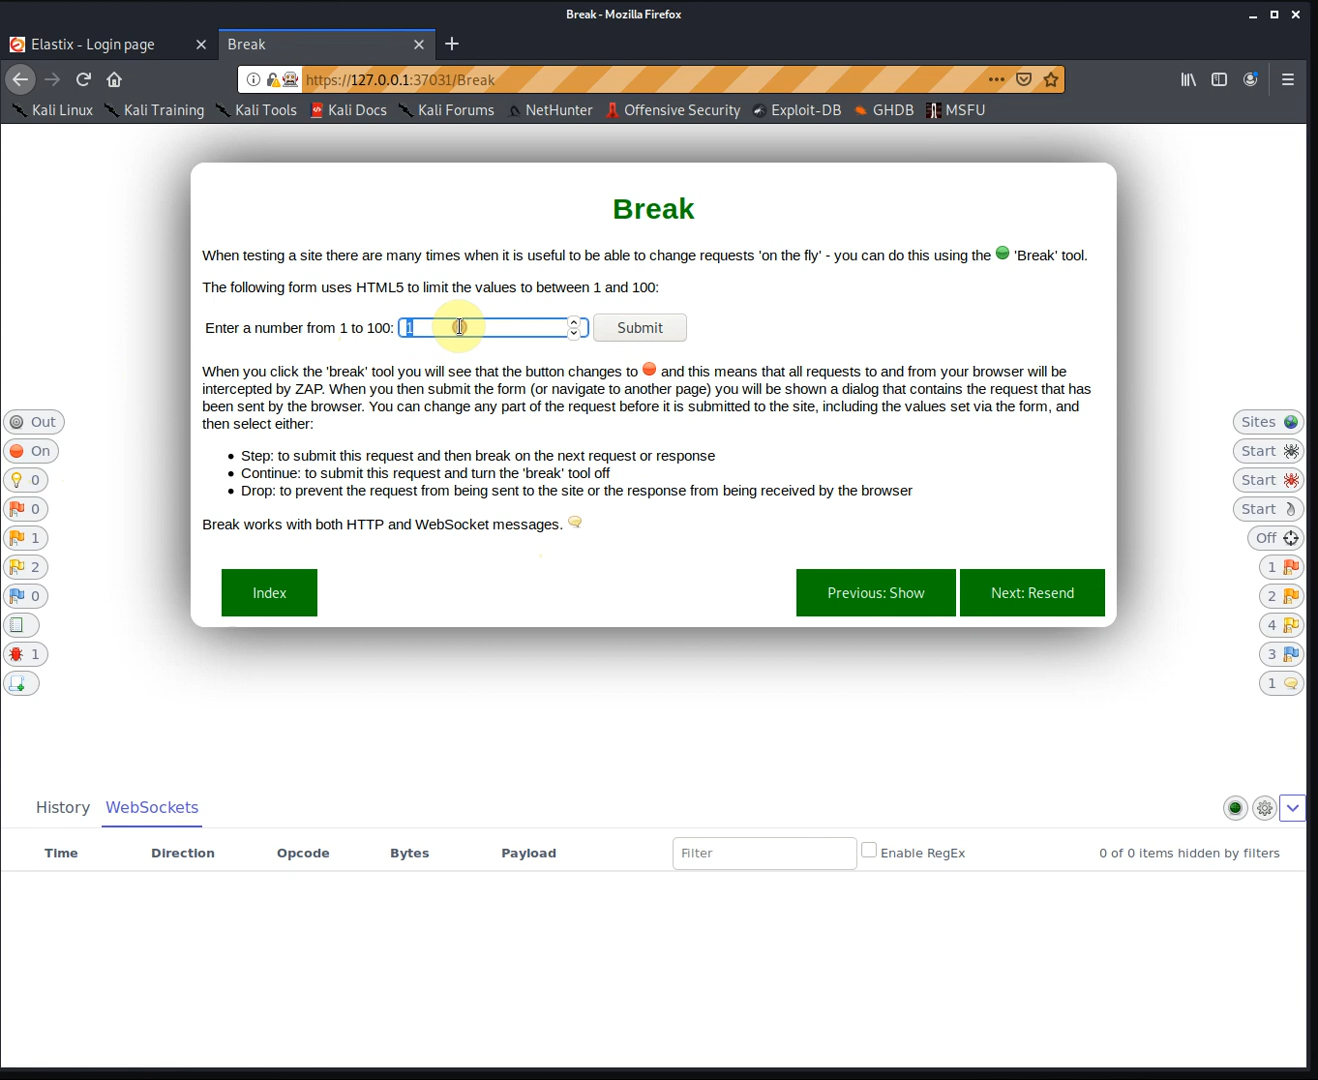 Break - Mozilla Firefox
Elastix - Login page
Break
https://127.0.0.1:37031/Break
Kali Linux Kali Training Kali Tools Kali Docs Kali Forums NetHunter Offensive Security Exploit-DB GHDB MSFU
Break
When testing a site there are many times when it is useful to be able to change requests 'on the fly' - you can do this using the 'Break' tool.
The following form uses HTML5 to limit the values to between 1 and 100:
Enter a number from 1 to 100: 1 Submit
When you click the 'break' tool you will see that the button changes to and this means that all requests to and from your browser will be
intercepted by ZAP. When you then submit the form (or navigate to another page) you will be shown a dialog that contains the request that has
been sent by the browser. You can change any part of the request before it is submitted to the site, including the values set via the form, and
then select either:
• Step: to submit this request and then break on the next request or response
• Continue: to submit this request and turn the 'break' tool off
• Drop: to prevent the request from being sent to the site or the response from being received by the browser
Break works with both HTTP and WebSocket messages.
Index Previous: Show Next: Resend
Out
On
0
0
1
2
0
1
Sites
Start
Start
Start
Off
1
2
4
3
1
History WebSockets
Time Direction Opcode Bytes Payload Filter Enable RegEx 0 of 0 items hidden by filters